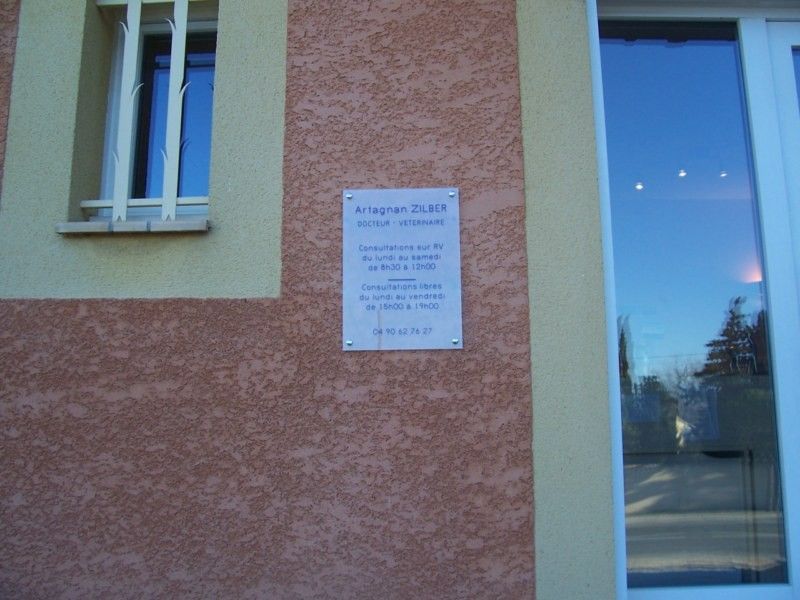 Artagnan ZILBER
DOCTEUR - VETERINAIRE
Consultations sur RV
du lundi au samedi
de 8h30 à 12h00
Consultations libres
du lundi au vendredi
de 15h00 à 19h00
04 90 62 76 27